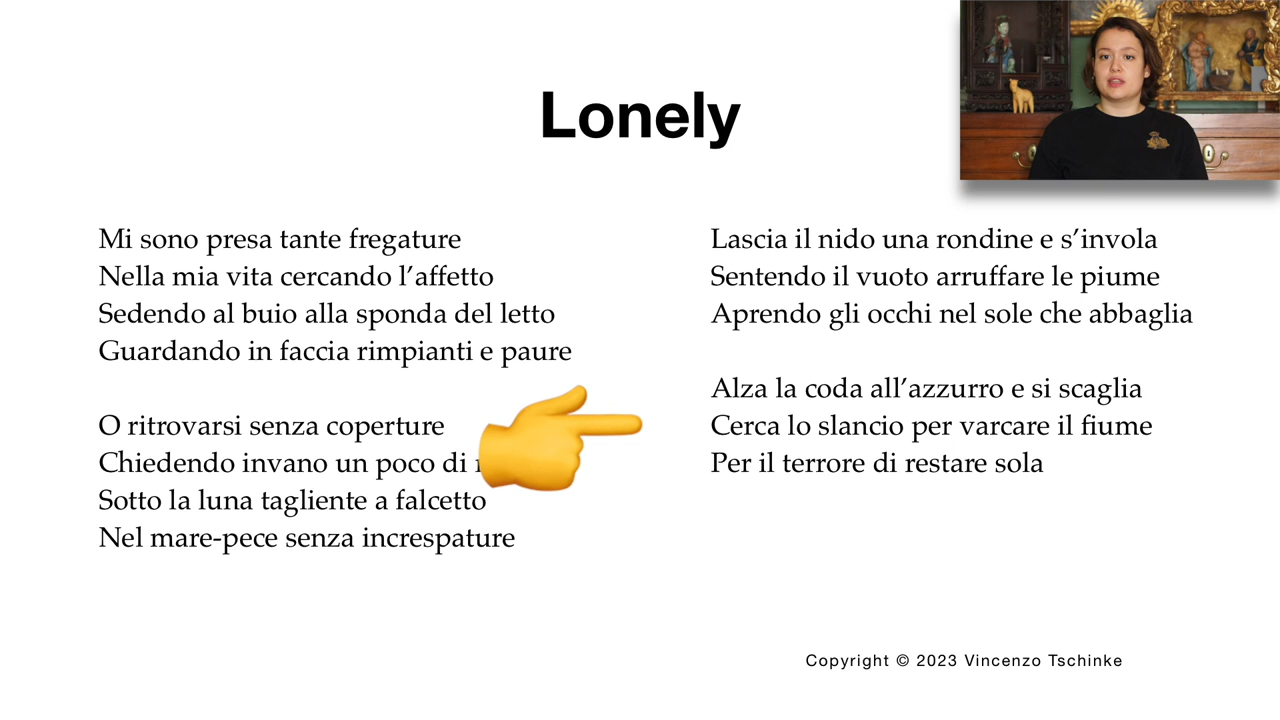 Lonely
Mi sono presa tante fregature
Nella mia vita cercando l’affetto
Sedendo al buio alla sponda del letto
Guardando in faccia rimpianti e paure
O ritrovarsi senza coperture
Chiedendo invano un poco di
Sotto la luna tagliente a falcetto
Nel mare-pece senza increspature
Lascia il nido una rondine e s’invola
Sentendo il vuoto arruffare le piume
Aprendo gli occhi nel sole che abbaglia
Alza la coda all’azzurro e si scaglia
Cerca lo slancio per varcare il fiume
Per il terrore di restare sola
Copyright © 2023 Vincenzo Tschinke